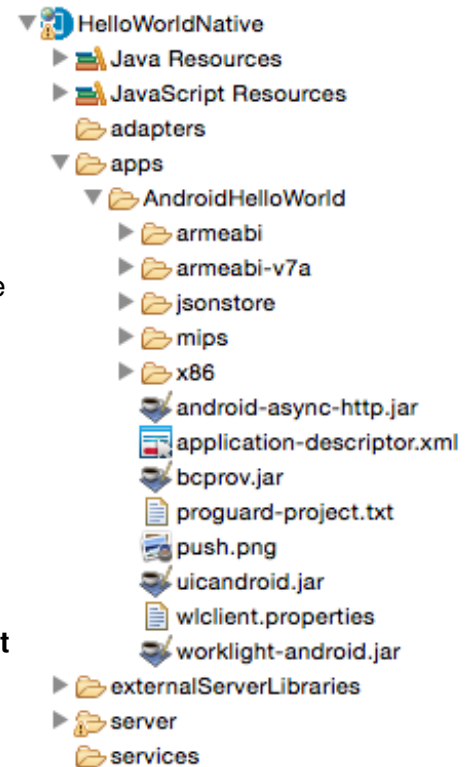 HelloWorldNative
Java Resources
JavaScript Resources
adapters
apps
AndroidHelloWorld
armeabi
e
armeabi-v7a
jsonstore
mips
x86
android-async-http.jar
application-descriptor.xml
bcprov.jar
proguard-project.txt
push.png
uicandroid.jar
wlclient.properties
t
worklight-android.jar
externalServerLibraries
server
services